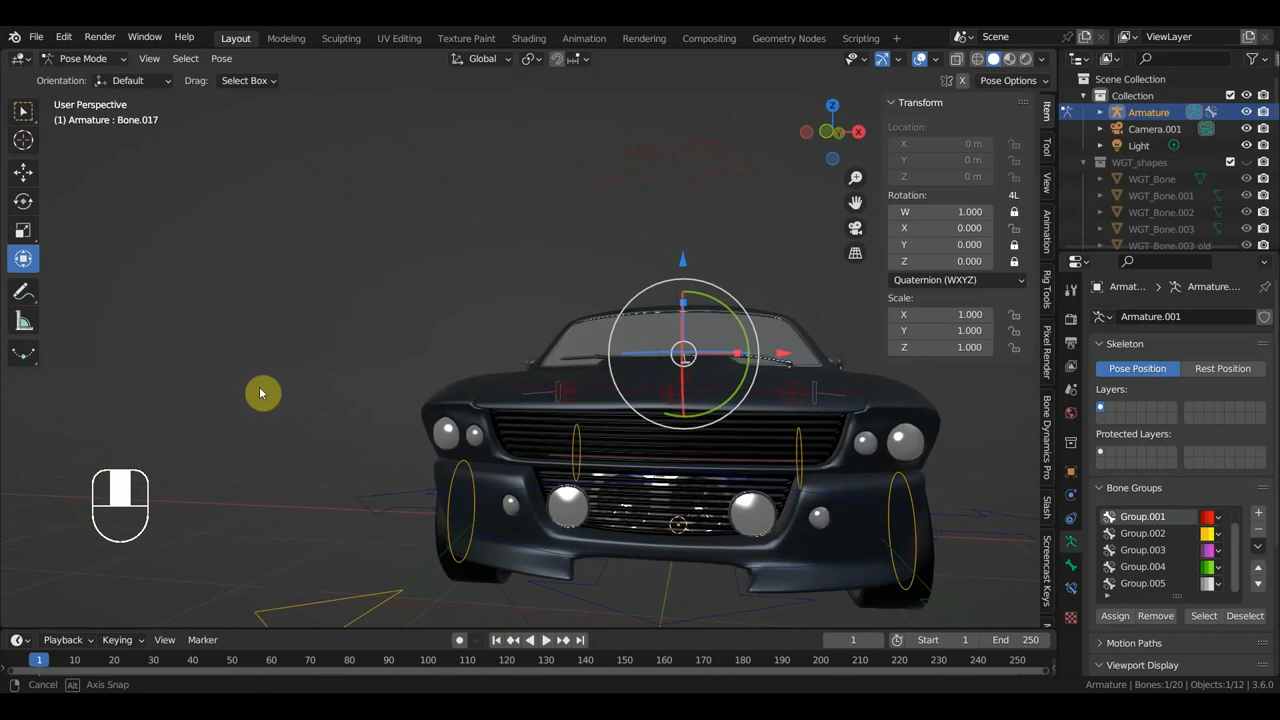 File Edit Render Window Help Layout Modeling Sculpting UV Editing Texture Paint Shading Animation Rendering Compositing Geometry Nodes Scripting + Scene ViewLayer
Pose Mode View Select Pose Global
Orientation: Default Drag: Select Box X Pose Options
User Perspective
(1) Armature : Bone.017
Z
X
Y
Transform
Location:
X 0 m
Y 0 m
Z 0 m
Rotation: 4L
W 1.000
X 0.000
Y 0.000
Z 0.000
Quaternion (WXYZ)
Scale:
X 1.000
Y 1.000
Z 1.000
Item
Tool
View
Animation
Rig Tools
Pixel Render
Bone Dynamics Pro
Slash
Screencast Keys
Scene Collection
Collection
Armature
Camera.001
Light
WGT_shapes
WGT_Bone
WGT_Bone.001
WGT_Bone.002
WGT_Bone.003
WGT_Bone.003_old
Armat... Armature....
Armature.001
Skeleton
Pose Position Rest Position
Layers:
Protected Layers:
Bone Groups
Group.001
Group.002
Group.003
Group.004
Group.005
Assign Remove Select Deselect
Motion Paths
Viewport Display
Playback Keying View Marker 1 Start 1 End 250
1 10 20 30 40 50 60 70 80 90 100 110 120 130 140 150 160 170 180 190 200 210 220 230 240 250
Cancel Alt Axis Snap Armature | Bones:1/20 | Objects:1/12 | 3.6.0